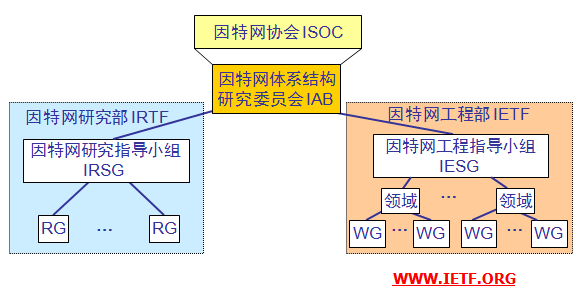 因特网协会 ISOC
因特网体系结构
研究委员会 IAB
因特网研究部 IRTF
因特网工程部 IETF
因特网研究指导小组
IRSG
因特网工程指导小组
IESG
领域 … 领域
RG … RG
WG … WG WG … WG
WWW.IETF.ORG